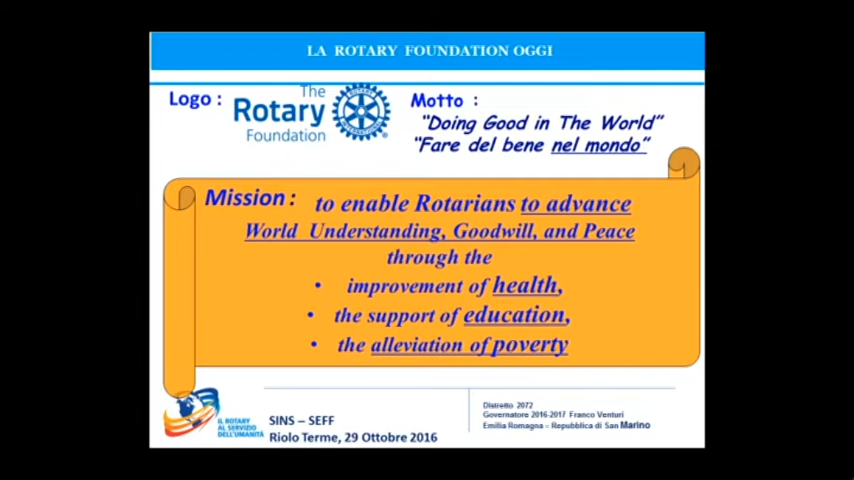 LA ROTARY FOUNDATION OGGI
Logo :
The
Rotary
Foundation
ROTARY
INTERNATIONAL
Motto :
"Doing Good in The World"
"Fare del bene nel mondo"
Mission : to enable Rotarians to advance
World Understanding, Goodwill, and Peace
through the
• improvement of health,
• the support of education,
• the alleviation of poverty
IL ROTARY
AL SERVIZIO
DELL'UMANITÀ
SINS – SEFF
Riolo Terme, 29 Ottobre 2016
Distretto 2072
Governatore 2016-2017 Franco Venturi
Emilia Romagna – Repubblica di San Marino